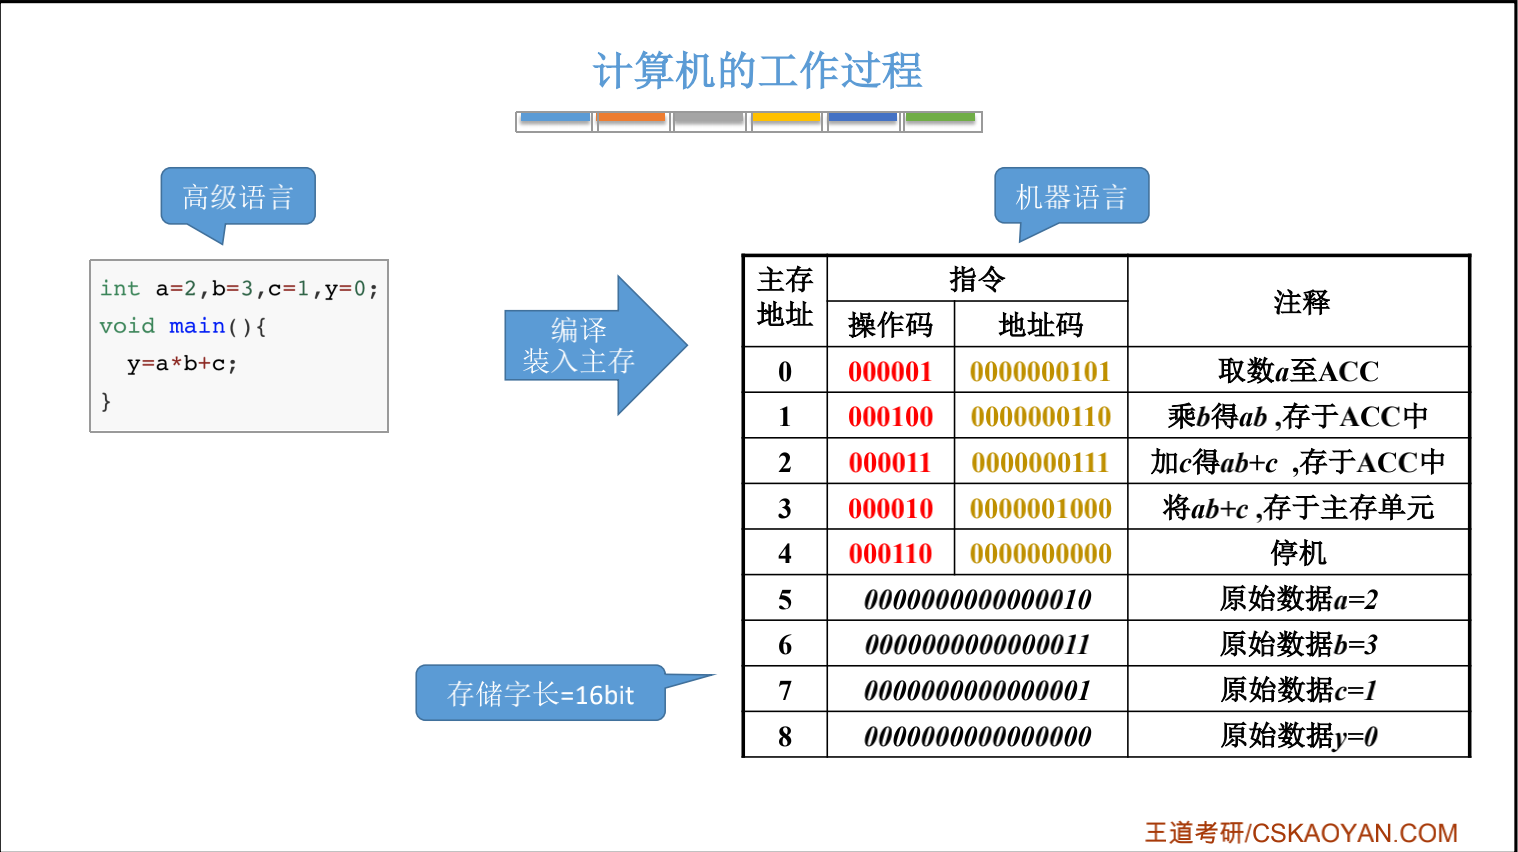 计算机的工作过程
高级语言
int a=2,b=3,c=1,y=0;
void main(){
y=a*b+c;
}
编译
装入主存
机器语言
主存地址 指令 注释
操作码 地址码
0 000001 0000000101 取数a至ACC
1 000100 0000000110 乘b得ab ,存于ACC中
2 000011 0000000111 加c得ab+c ,存于ACC中
3 000010 0000001000 将ab+c ,存于主存单元
4 000110 0000000000 停机
5 0000000000000010 原始数据a=2
6 0000000000000011 原始数据b=3
7 0000000000000001 原始数据c=1
8 0000000000000000 原始数据y=0
存储字长=16bit
王道考研/CSKAOYAN.COM